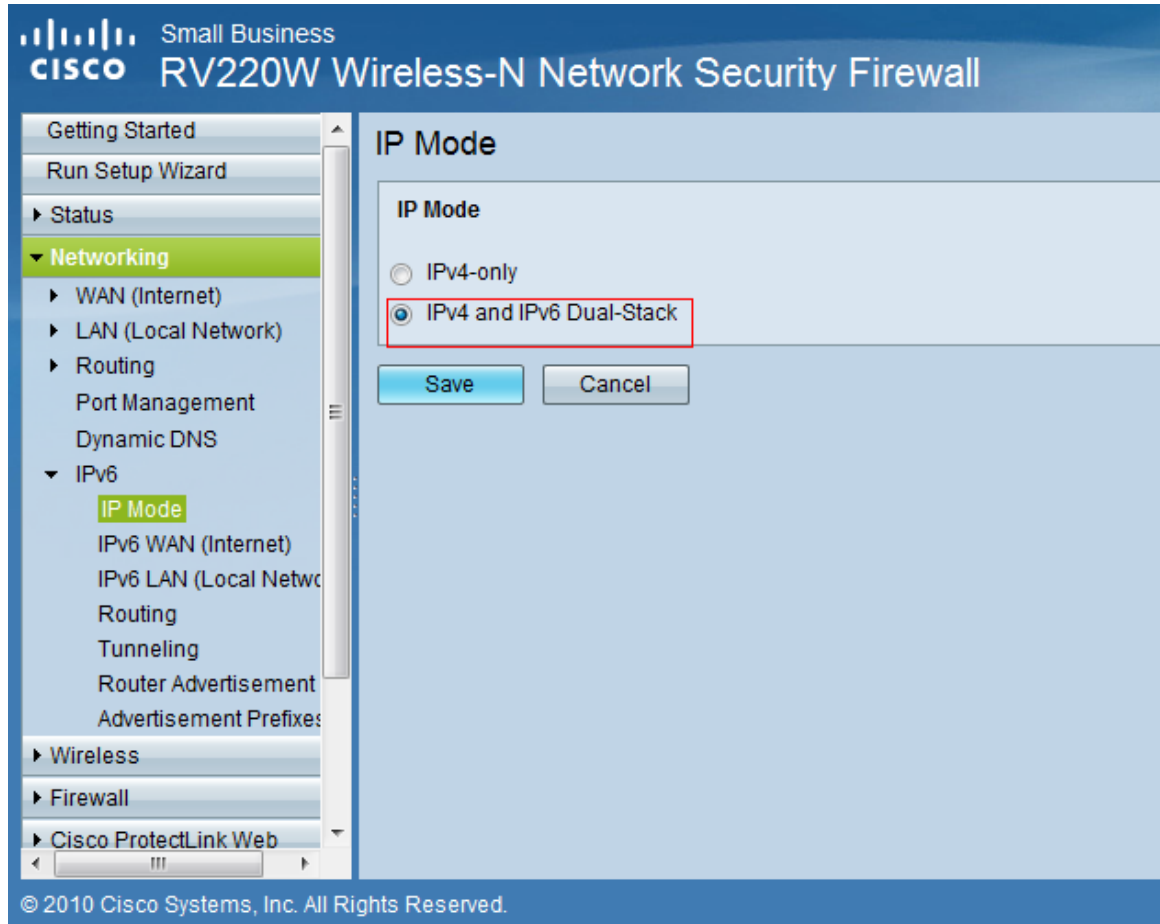 Small Business
CISCO RV220W Wireless-N Network Security Firewall
Getting Started
Run Setup Wizard
Status
Networking
WAN (Internet)
LAN (Local Network)
Routing
Port Management
Dynamic DNS
IPv6
IP Mode
IPv6 WAN (Internet)
IPv6 LAN (Local Netwo
Routing
Tunneling
Router Advertisement
Advertisement Prefixes
Wireless
Firewall
Cisco ProtectLink Web
IP Mode
IP Mode
IPv4-only
IPv4 and IPv6 Dual-Stack
Save Cancel
© 2010 Cisco Systems, Inc. All Rights Reserved.